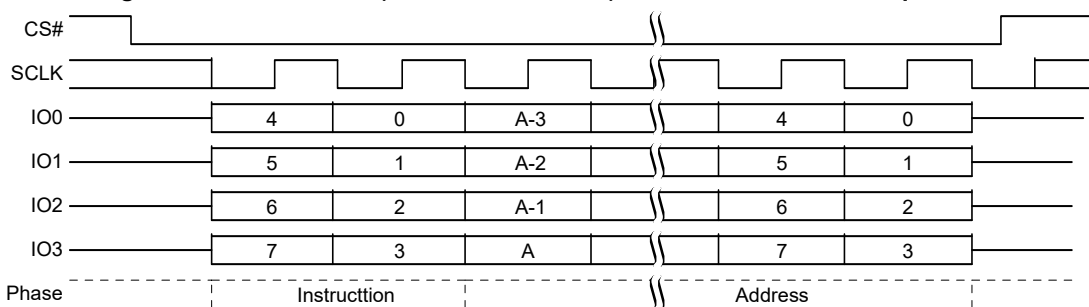 CS#
SCLK
IO0 4 0 A-3 4 0
IO1 5 1 A-2 5 1
IO2 6 2 A-1 6 2
IO3 7 3 A 7 3
Phase Instructtion Address